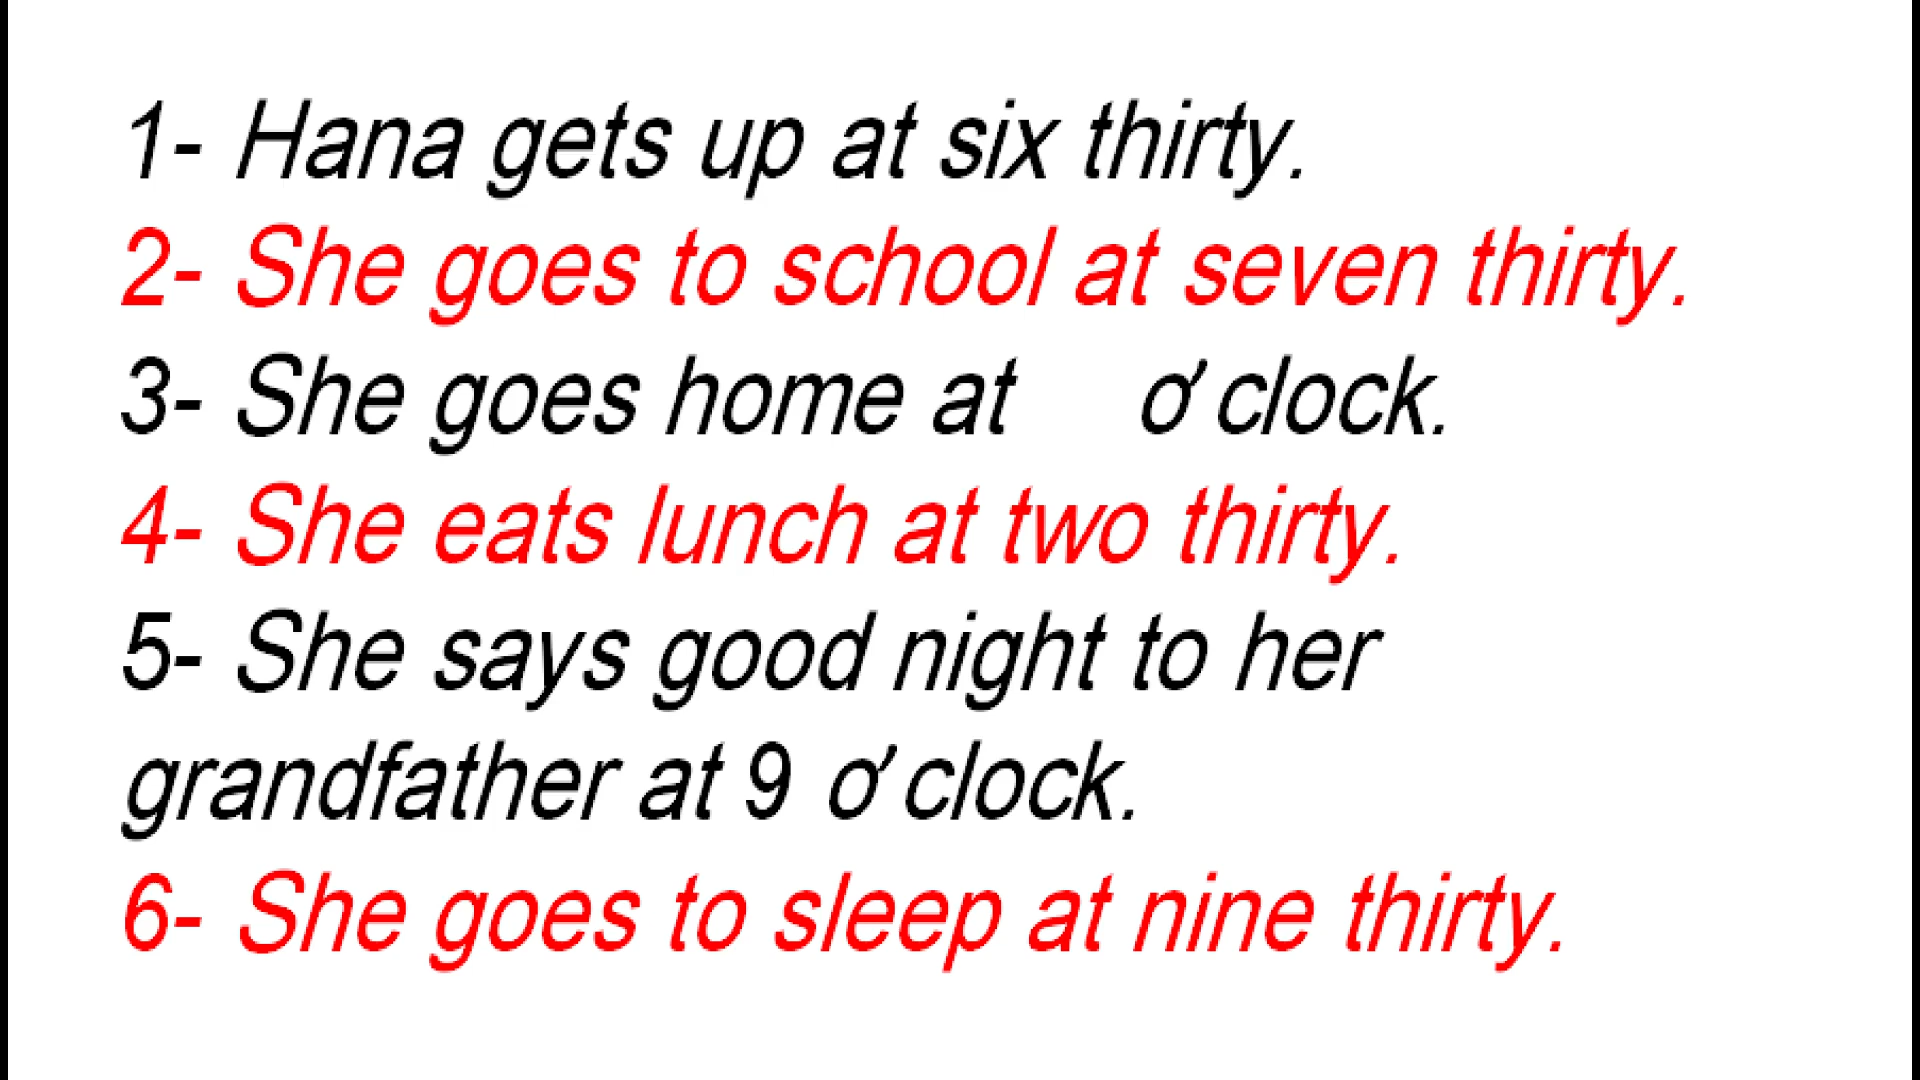 1- Hana gets up at six thirty.
2- She goes to school at seven thirty.
3- She goes home at o' clock.
4- She eats lunch at two thirty.
5- She says good night to her
grandfather at 9 o' clock.
6- She goes to sleep at nine thirty.